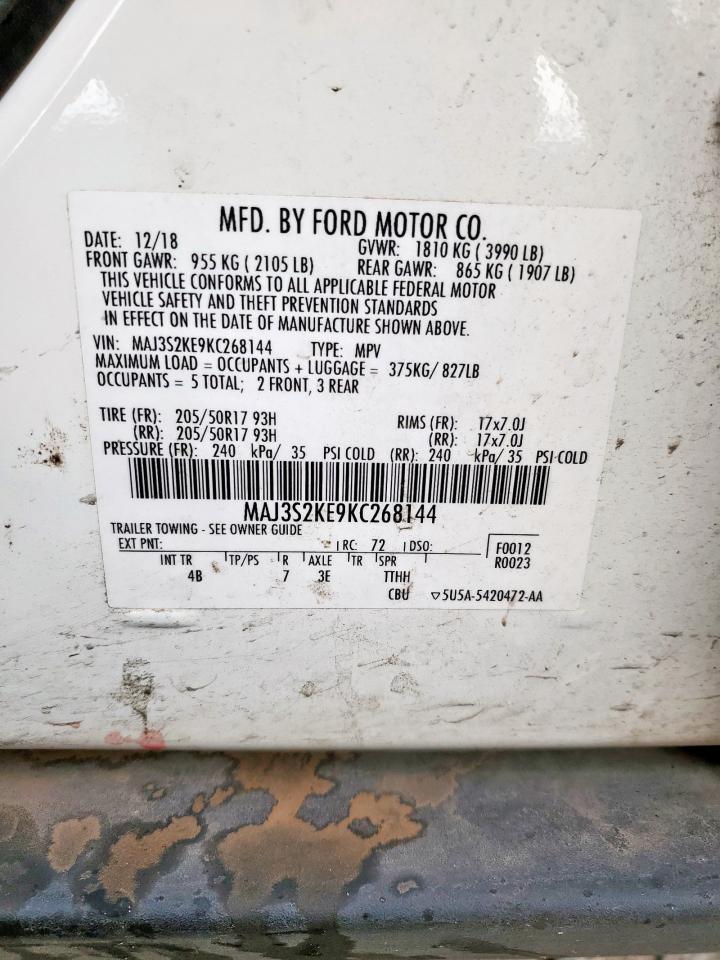 MFD. BY FORD MOTOR CO.
DATE: 12/18 GVWR: 1810 KG ( 3990 LB)
FRONT GAWR: 955 KG ( 2105 LB) REAR GAWR: 865 KG ( 1907 LB)
THIS VEHICLE CONFORMS TO ALL APPLICABLE FEDERAL MOTOR
VEHICLE SAFETY AND THEFT PREVENTION STANDARDS
IN EFFECT ON THE DATE OF MANUFACTURE SHOWN ABOVE.
VIN: MAJ3S2KE9KC268144 TYPE: MPV
MAXIMUM LOAD = OCCUPANTS + LUGGAGE = 375KG/ 827LB
OCCUPANTS = 5 TOTAL; 2 FRONT, 3 REAR
TIRE (FR): 205/50R17 93H RIMS (FR): 17x7.0J
(RR): 205/50R17 93H (RR): 17x7.0J
PRESSURE (FR): 240 kPa/ 35 PSI COLD (RR): 240 kPa/ 35 PSI COLD
MAJ3S2KE9KC268144
TRAILER TOWING - SEE OWNER GUIDE
EXT PNT: RC: 72 DSO: F0012
R0023
INT TR TP/PS R AXLE TR SPR
4B 7 3E TTHH
CBU ▽5U5A-5420472-AA